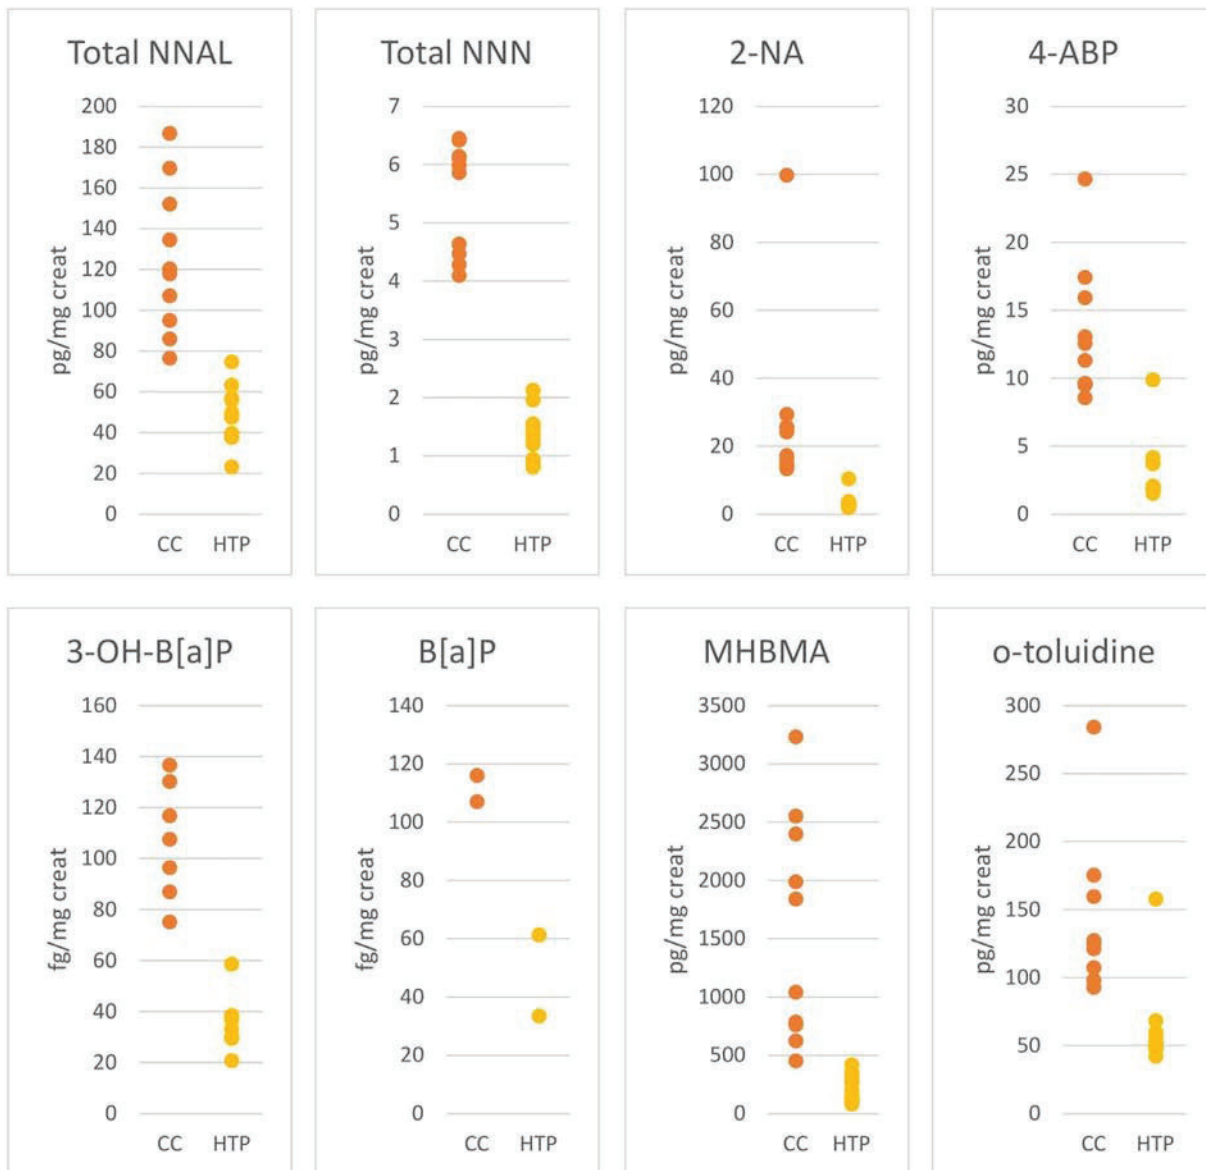 Total NNAL
200
180
160
140
120
100
80
60
40
20
0
pg/mg creat
CC HTP
Total NNN
7
6
5
4
3
2
1
0
pg/mg creat
CC HTP
2-NA
120
100
80
60
40
20
0
pg/mg creat
CC HTP
4-ABP
30
25
20
15
10
5
0
pg/mg creat
CC HTP
3-OH-B[a]P
160
140
120
100
80
60
40
20
0
fg/mg creat
CC HTP
B[a]P
140
120
100
80
60
40
20
0
fg/mg creat
CC HTP
MHBMA
3500
3000
2500
2000
1500
1000
500
0
pg/mg creat
CC HTP
o-toluidine
300
250
200
150
100
50
0
pg/mg creat
CC HTP